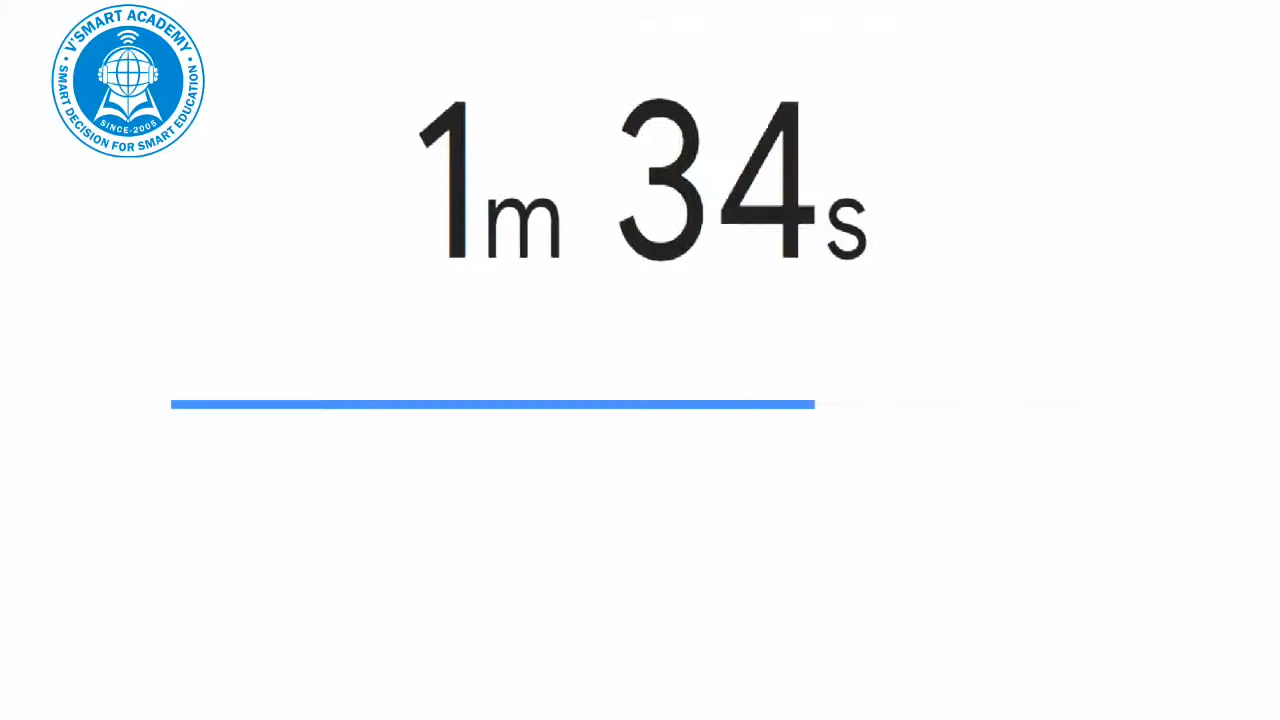 V'SMART ACADEMY
SMART DECISION FOR SMART EDUCATION
SINCE-2005
1m 34s